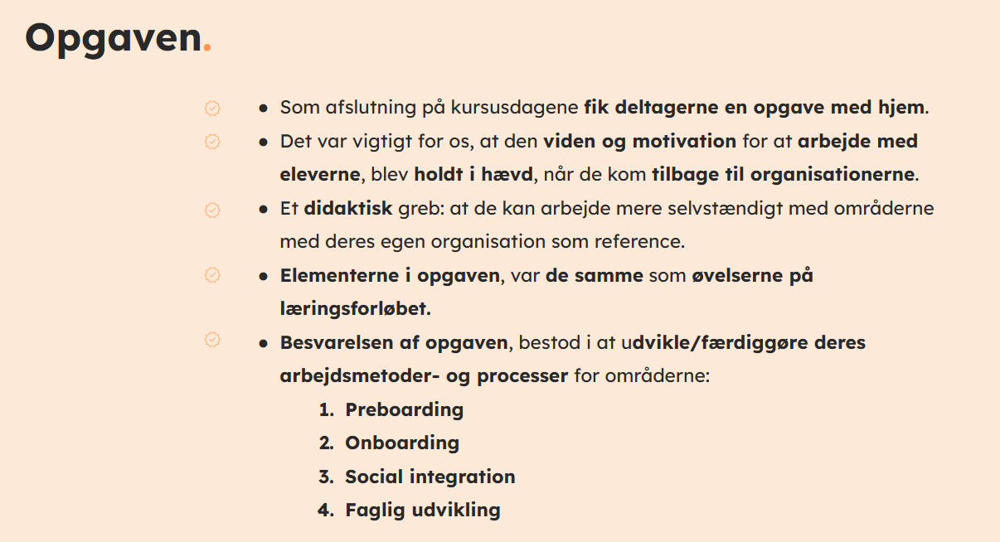 Opgaven.
● Som afslutning på kursusdagene fik deltagerne en opgave med hjem.
● Det var vigtigt for os, at den viden og motivation for at arbejde med
eleverne, blev holdt i hævd, når de kom tilbage til organisationerne.
● Et didaktisk greb: at de kan arbejde mere selvstændigt med områderne
med deres egen organisation som reference.
● Elementerne i opgaven, var de samme som øvelserne på
læringsforløbet.
● Besvarelsen af opgaven, bestod i at udvikle/færdiggøre deres
arbejdsmetoder- og processer for områderne:
1. Preboarding
2. Onboarding
3. Social integration
4. Faglig udvikling